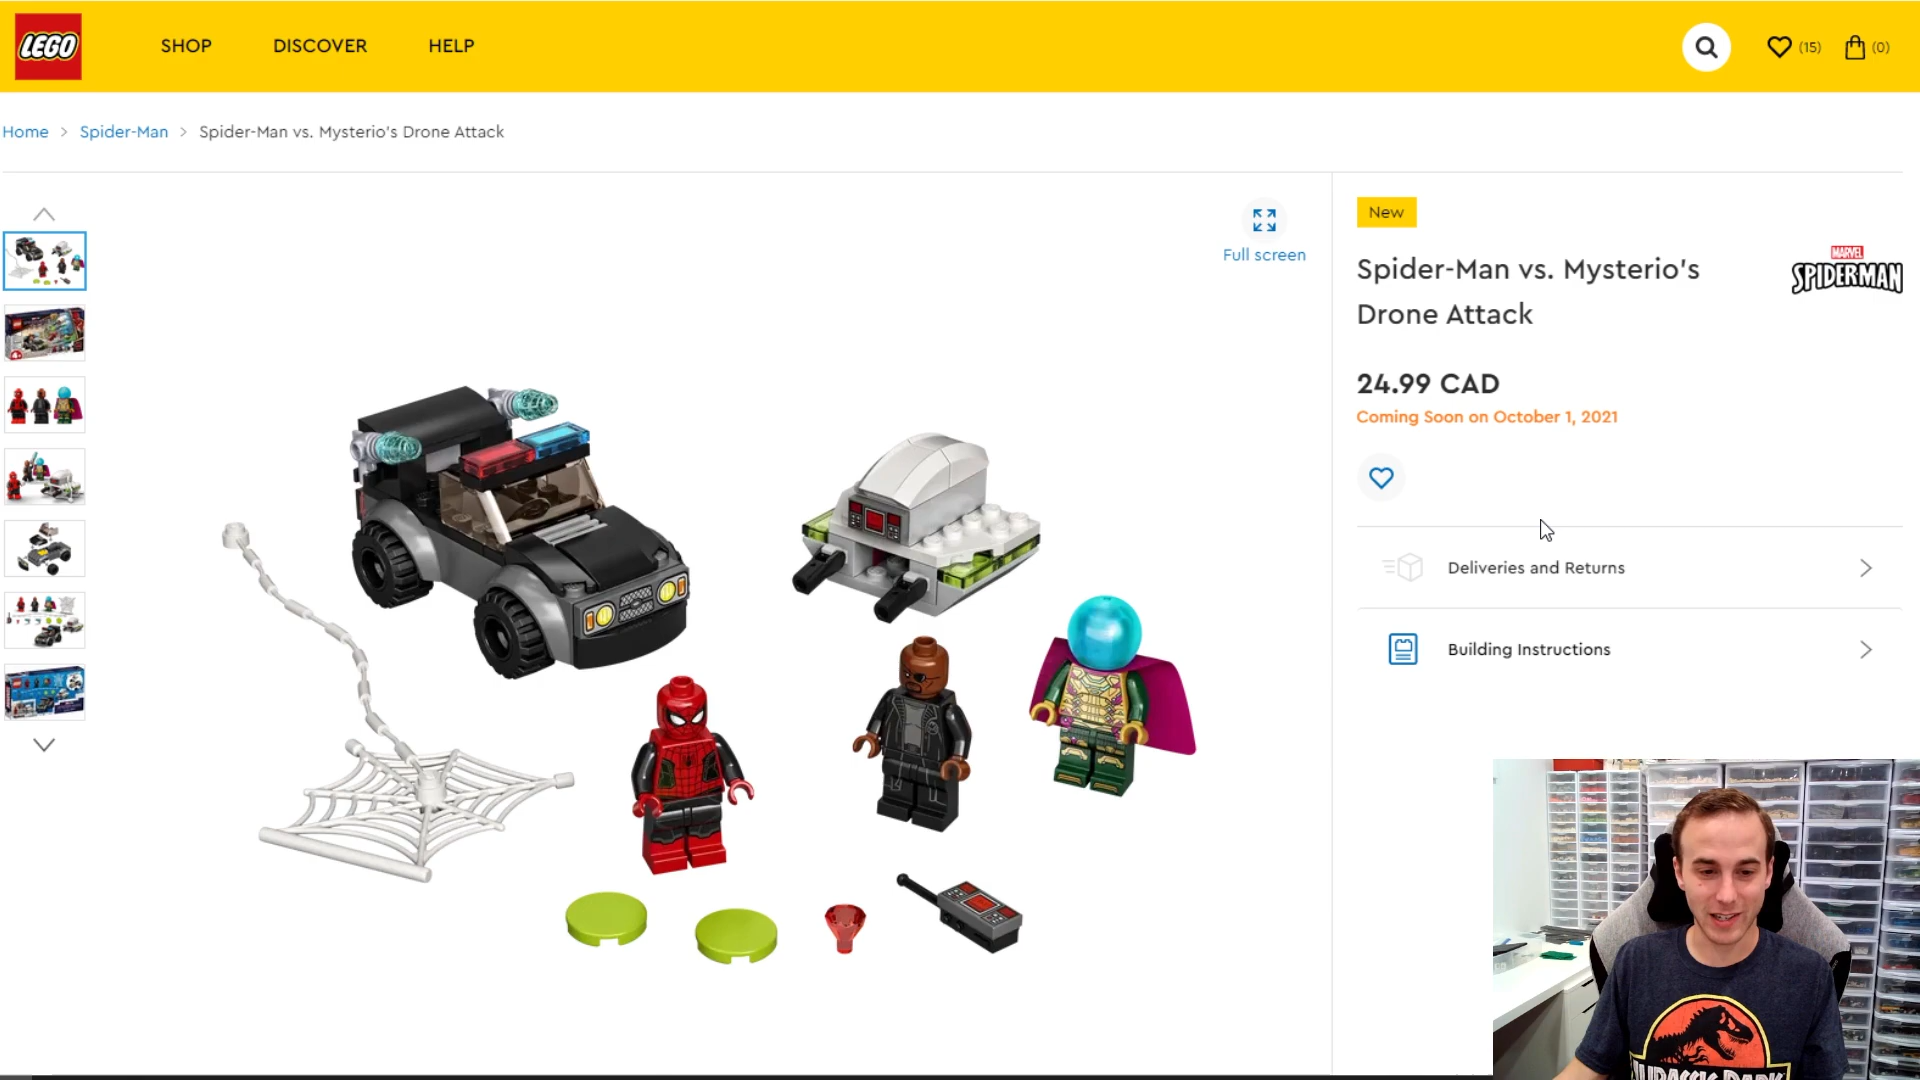 LEGO
SHOP
DISCOVER
HELP
(15)
(0)
Home > Spider-Man > Spider-Man vs. Mysterio's Drone Attack
Full screen
New
Spider-Man vs. Mysterio's
Drone Attack
MARVEL
SPIDERMAN
24.99 CAD
Coming Soon on October 1, 2021
Deliveries and Returns
Building Instructions
JURASSIC PARK